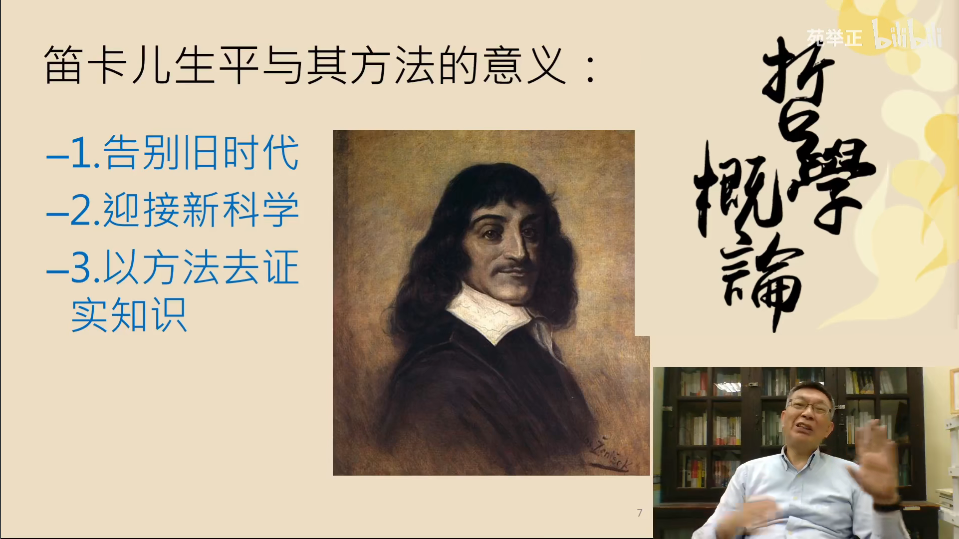 笛卡儿生平与其方法的意义：
–1.告别旧时代
–2.迎接新科学
–3.以方法去证
实知识
苑举正 bilibili
哲學
概論
7